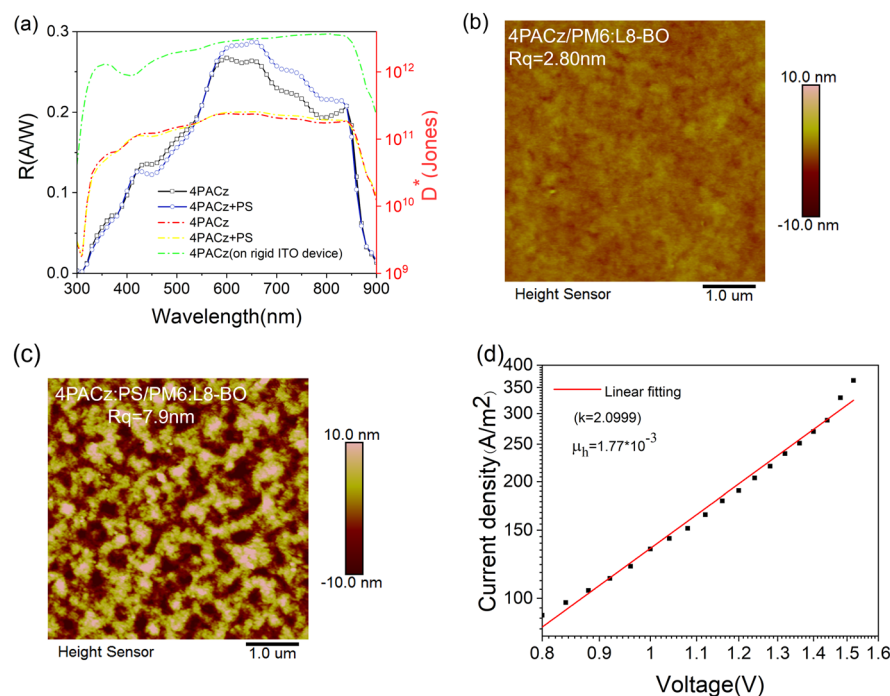 (a)
0.3
0.2
0.1
0.0
R(A/W)
10¹²
10¹¹
10¹⁰
10⁹
D* (Jones)
4PACz
4PACz+PS
4PACz
4PACz+PS
4PACz(on rigid ITO device)
300 400 500 600 700 800 900
Wavelength(nm)
(b)
4PACz/PM6:L8-BO
Rq=2.80nm
10.0 nm
-10.0 nm
Height Sensor
1.0 um
(c)
4PACz:PS/PM6:L8-BO
Rq=7.9nm
10.0 nm
-10.0 nm
Height Sensor
1.0 um
(d)
400
350
300
250
200
150
100
Current density(A/m²)
Linear fitting
(k=2.0999)
μh=1.77*10⁻³
0.8 0.9 1 1.1 1.2 1.3 1.4 1.5 1.6
Voltage(V)